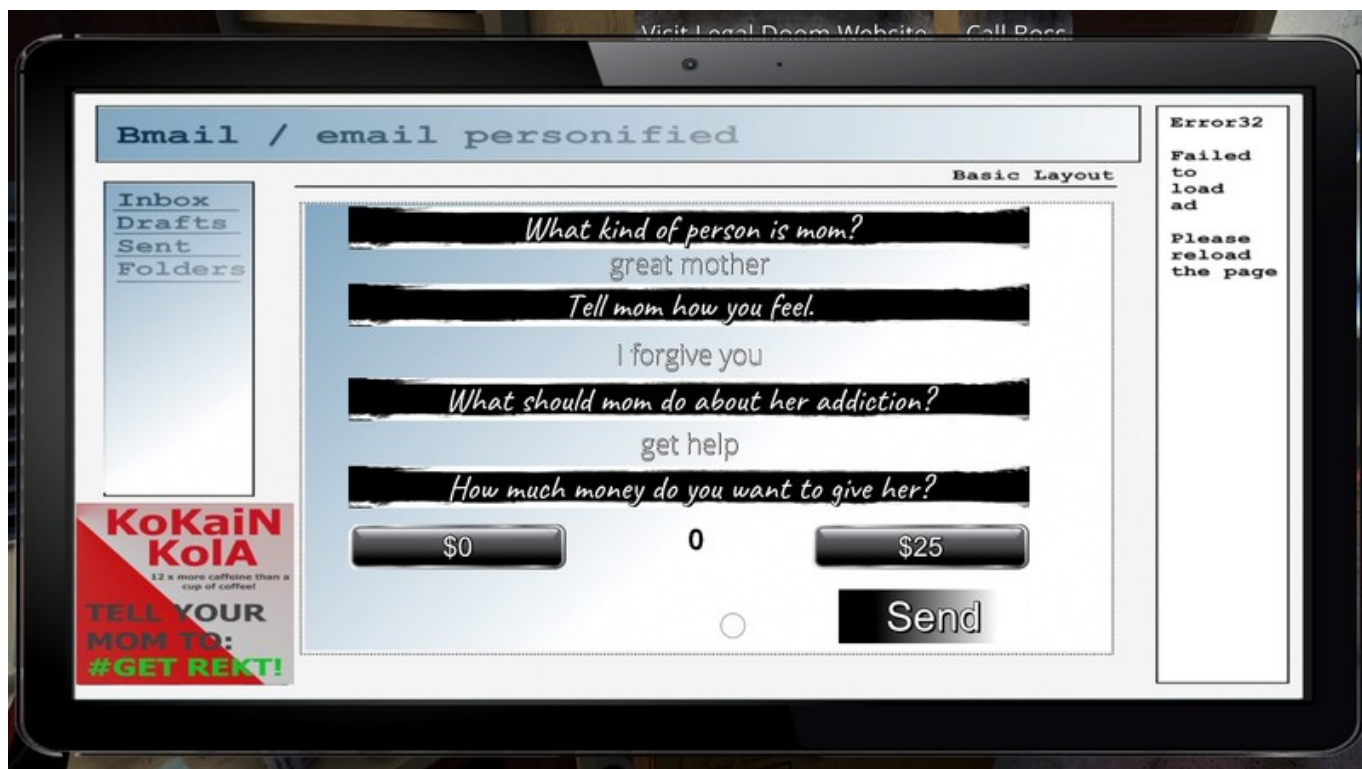 Visit Legal Doom Website Call Boss
Bmail / email personified
Basic Layout
Inbox
Drafts
Sent
Folders
What kind of person is mom?
great mother
Tell mom how you feel.
I forgive you
What should mom do about her addiction?
get help
How much money do you want to give her?
$0
0
$25
Send
KoKaiN
KolA
12 x more caffeine than a
cup of coffee!
TELL YOUR
MOM TO:
#GET REKT!
Error32
Failed
to
load
ad
Please
reload
the page